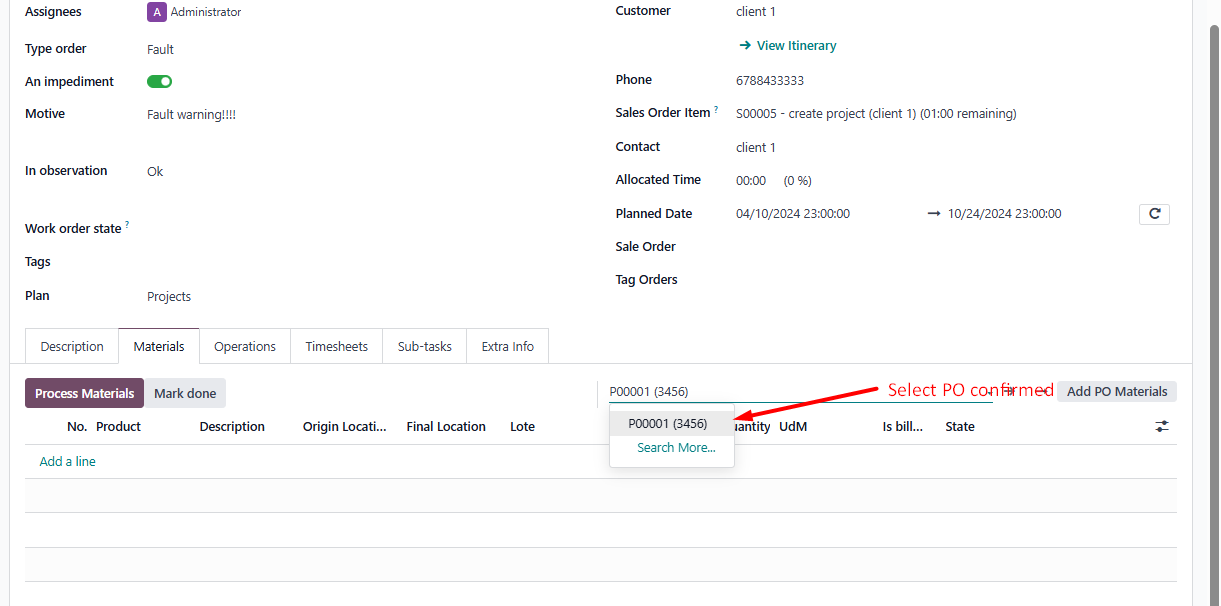 Assignees A Administrator
Customer client 1
→ View Itinerary
Type order Fault
An impediment
Phone 6788433333
Motive Fault warning!!!!
Sales Order Item ? S00005 - create project (client 1) (01:00 remaining)
Contact client 1
In observation Ok
Allocated Time 00:00 (0 %)
Planned Date 04/10/2024 23:00:00 → 10/24/2024 23:00:00
Work order state ?
Sale Order
Tags
Tag Orders
Plan Projects
Description Materials Operations Timesheets Sub-tasks Extra Info
Process Materials Mark done P00001 (3456) Select PO confirmed Add PO Materials
No. Product Description Origin Locati... Final Location Lote P00001 (3456) uantity UdM Is bill... State
Search More...
Add a line